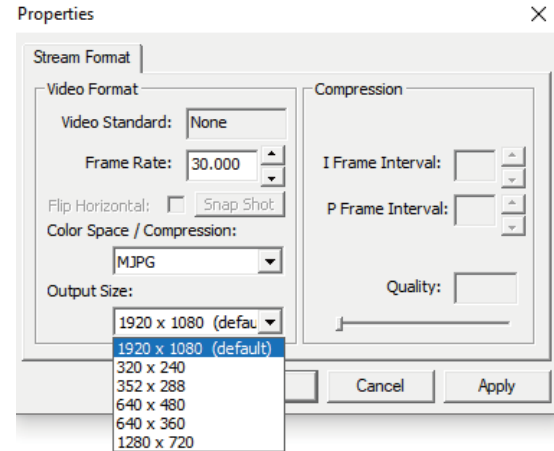 Properties
Stream Format
Video Format
Video Standard: None
Frame Rate: 30.000
Flip Horizontal: Snap Shot
Color Space / Compression:
MJPG
Output Size:
1920 x 1080 (defau
1920 x 1080 (default)
320 x 240
352 x 288
640 x 480
640 x 360
1280 x 720
Compression
I Frame Interval:
P Frame Interval:
Quality:
Cancel Apply